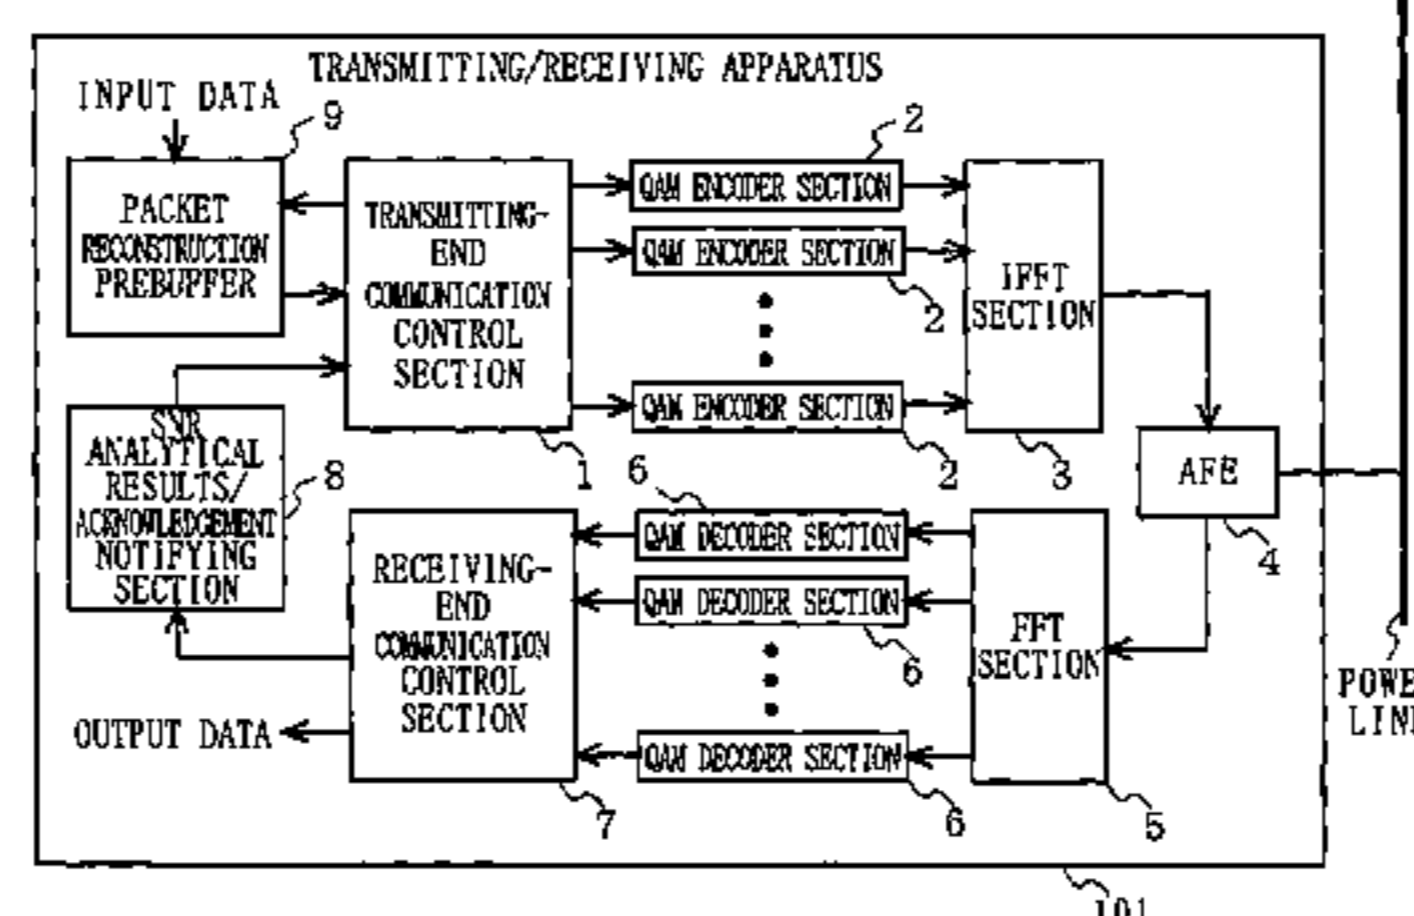 TRANSMITTING/RECEIVING APPARATUS
INPUT DATA
9
PACKET
RECONSTRUCTION
PREBUFFER
TRANSMITTING-
END
COMMUNICATION
CONTROL
SECTION
1
2
QAM ENCODER SECTION
QAM ENCODER SECTION
2
QAM ENCODER SECTION
2
IFFT
SECTION
3
AFE
4
SNR
ANALYTICAL
RESULTS/
ACKNOWLEDGEMENT
NOTIFYING
SECTION
8
RECEIVING-
END
COMMUNICATION
CONTROL
SECTION
7
6
QAM DECODER SECTION
QAM DECODER SECTION
6
QAM DECODER SECTION
6
FFT
SECTION
5
OUTPUT DATA
101